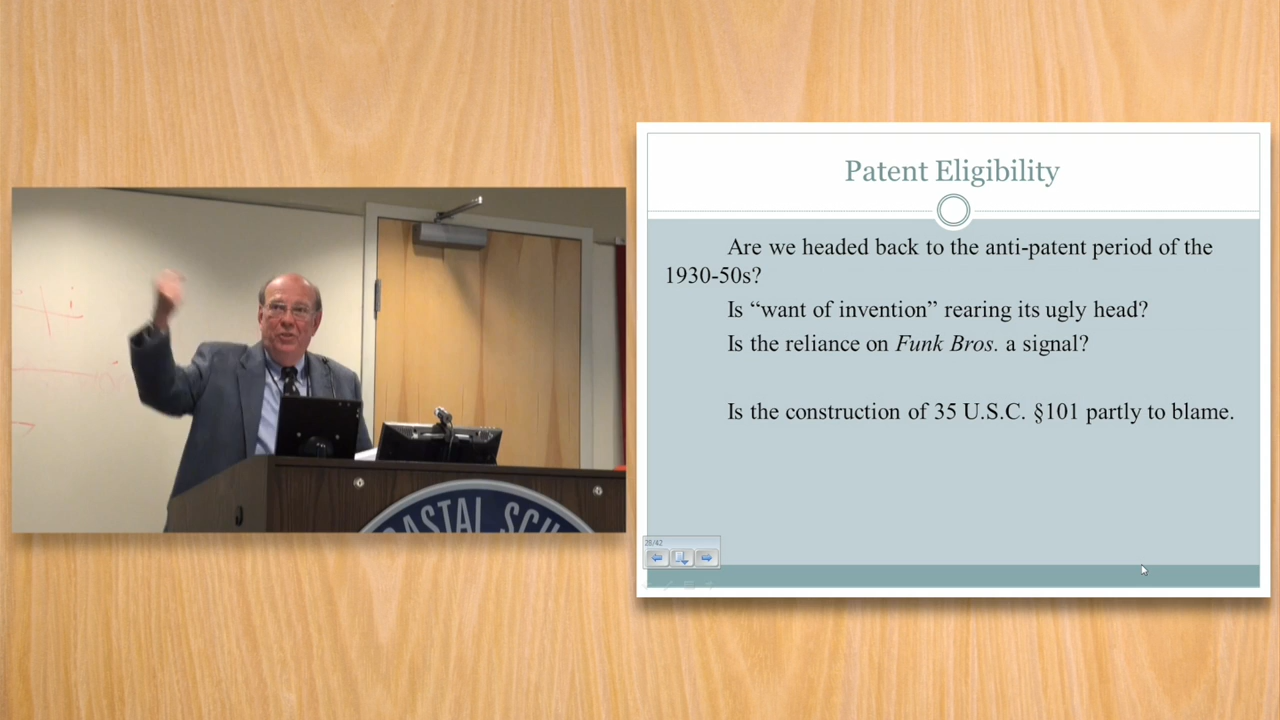 Patent Eligibility
Are we headed back to the anti-patent period of the
1930-50s?
Is “want of invention” rearing its ugly head?
Is the reliance on Funk Bros. a signal?
Is the construction of 35 U.S.C. §101 partly to blame.
28/42